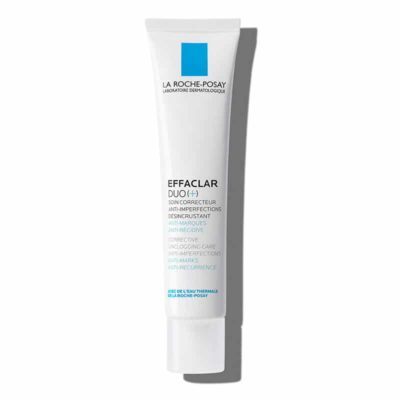 LA ROCHE-POSAY
LABORATOIRE DERMATOLOGIQUE
EFFACLAR
DUO(+)
SOIN CORRECTEUR
ANTI-IMPERFECTIONS
DÉSINCRUSTANT
ANTI-MARQUES
ANTI-RÉCIDIVE
CORRECTIVE
UNCLOGGING CARE
ANTI-IMPERFECTIONS
ANTI-MARKS
ANTI-RECURRENCE
DE L'EAU THERMALE
DE LA ROCHE-POSAY